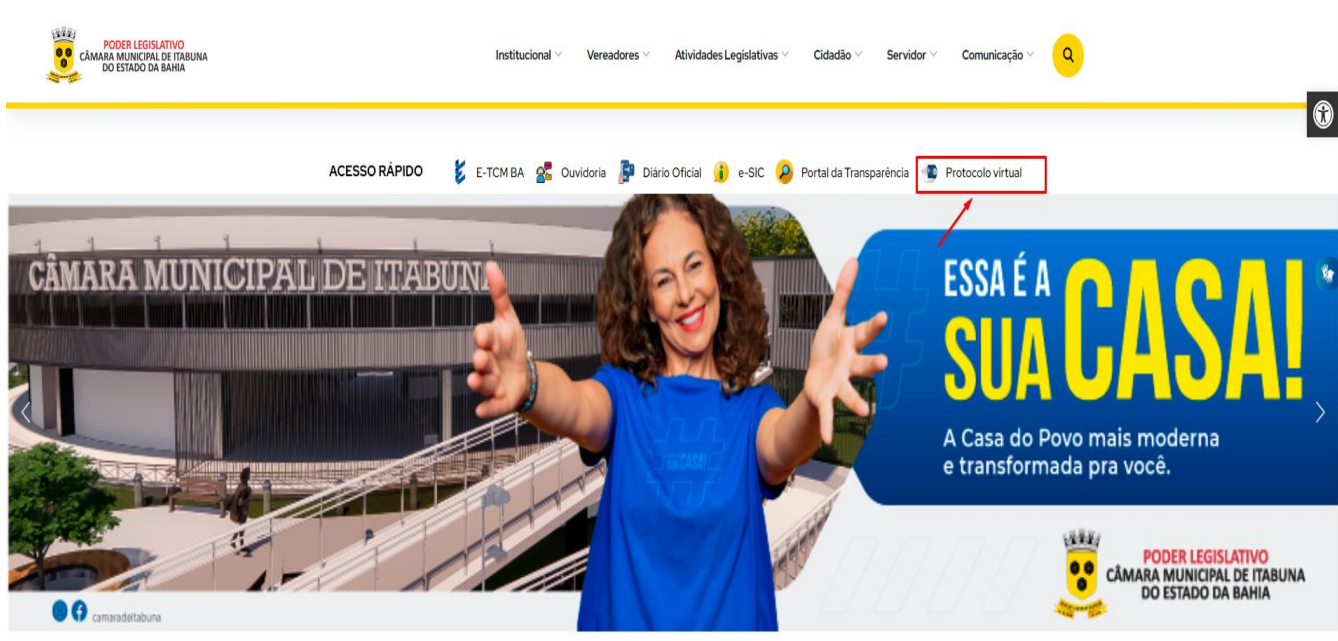 PODER LEGISLATIVO
CÂMARA MUNICIPAL DE ITABUNA
DO ESTADO DA BAHIA
Institucional Vereadores Atividades Legislativas Cidadão Servidor Comunicação
ACESSO RÁPIDO E-TCM BA Ouvidoria Diário Oficial e-SIC Portal da Transparência Protocolo virtual
CÂMARA MUNICIPAL DE ITABUNA
ESSA É A
SUA CASA!
A Casa do Povo mais moderna
e transformada pra você.
#
CASA!
PODER LEGISLATIVO
CÂMARA MUNICIPAL DE ITABUNA
DO ESTADO DA BAHIA
camaradeitabuna